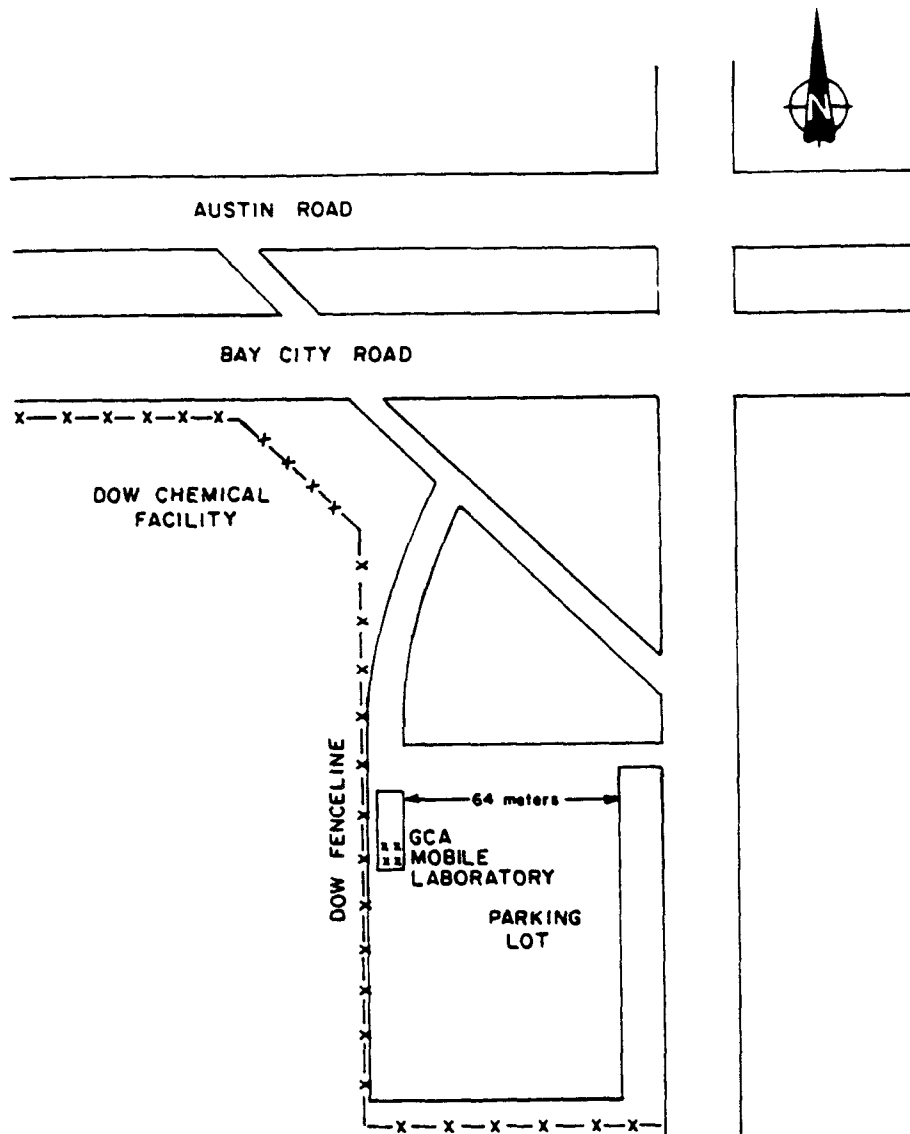 N
AUSTIN ROAD
BAY CITY ROAD
DOW CHEMICAL
FACILITY
DOW FENCELINE
64 meters
GCA
MOBILE
LABORATORY
PARKING
LOT